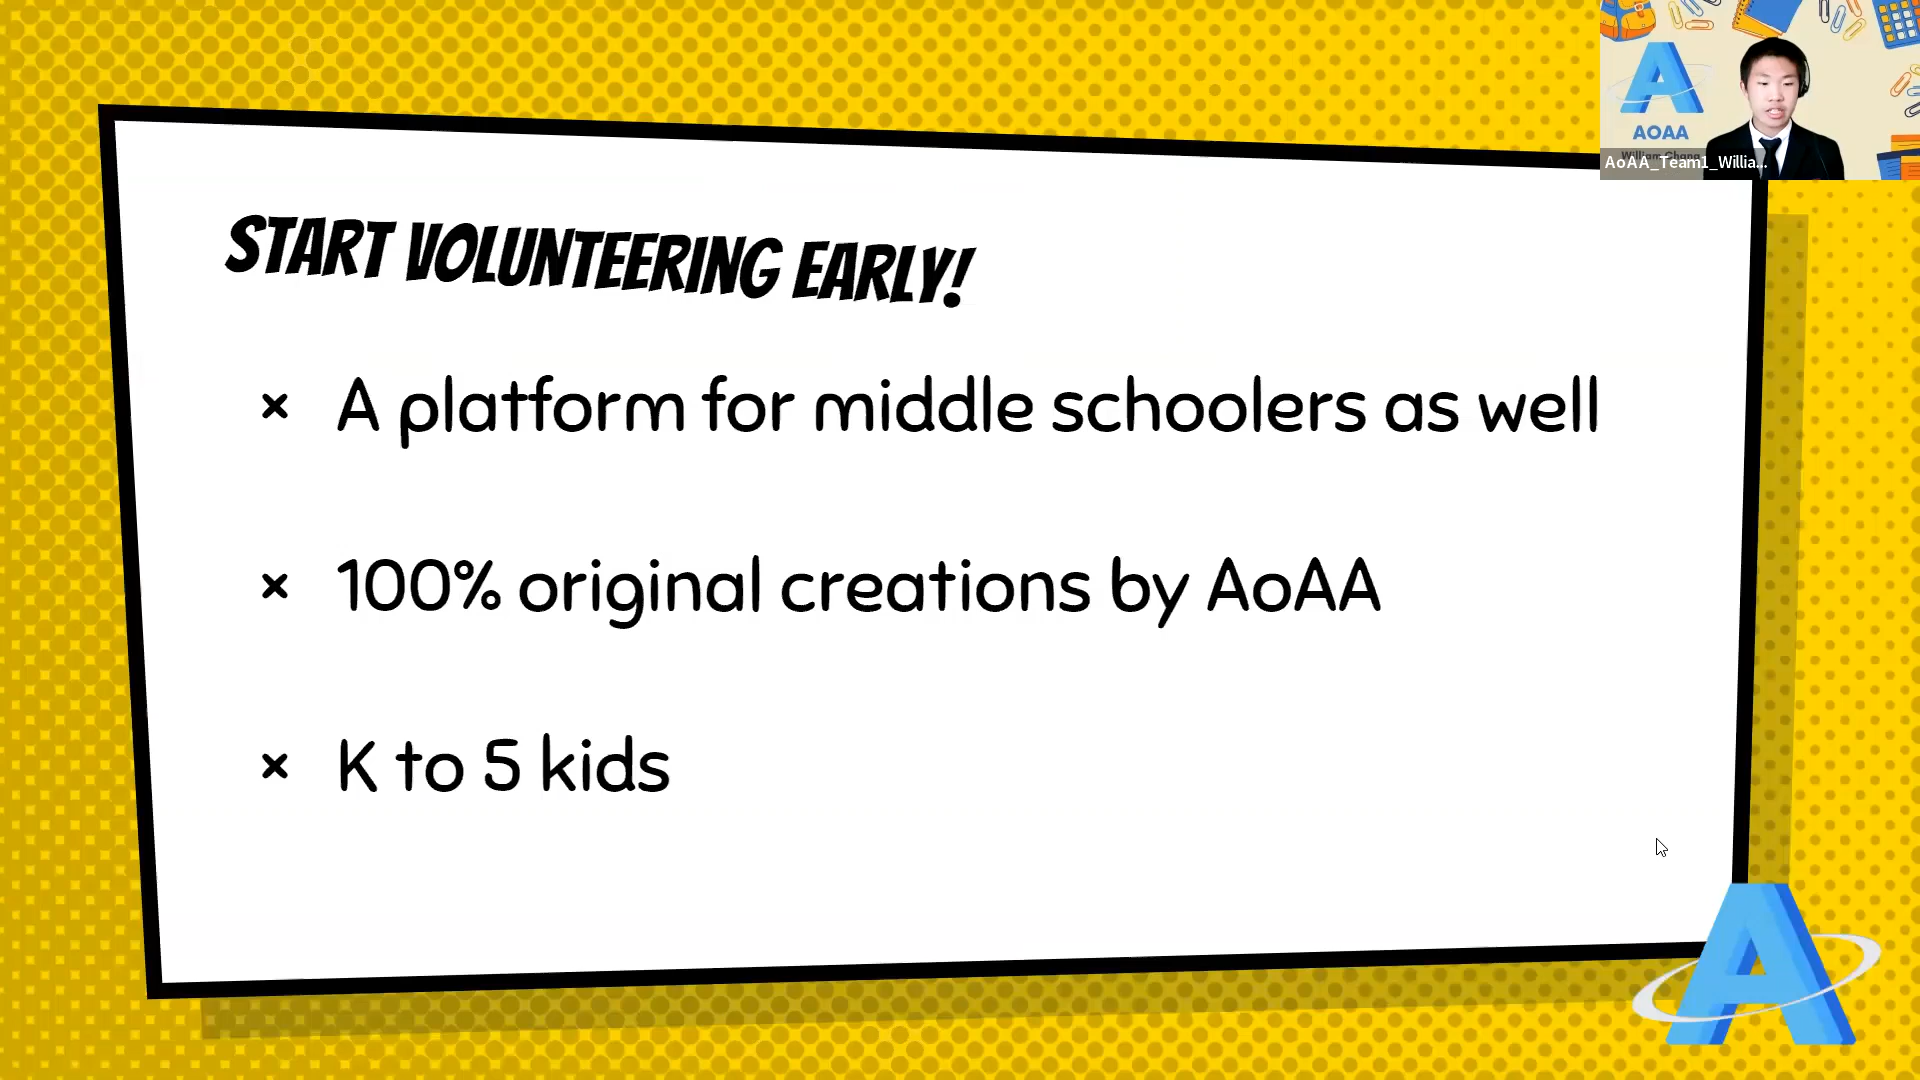 AOAA
AoAA_Team1_Willia...
START VOLUNTEERING EARLY!
× A platform for middle schoolers as well
× 100% original creations by AoAA
× K to 5 kids